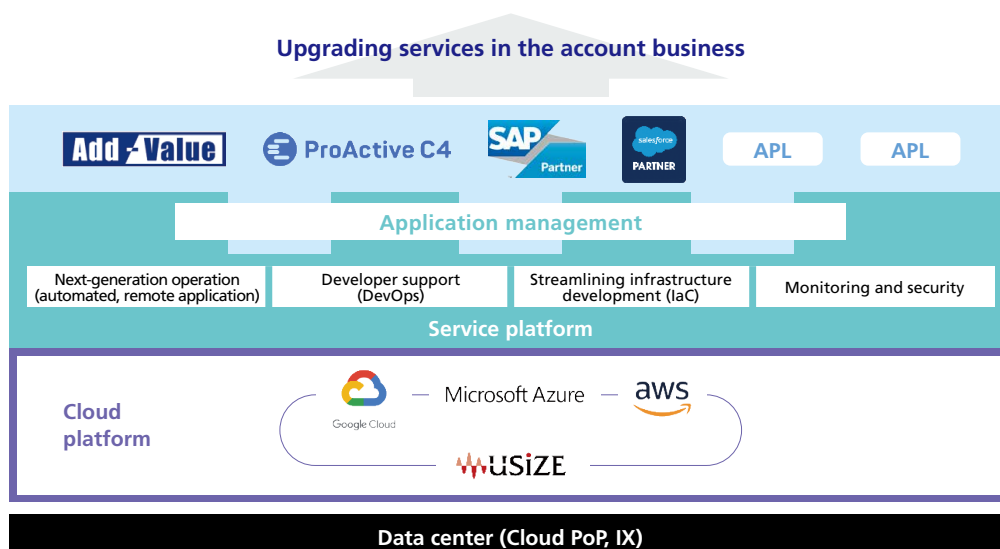 Upgrading services in the account business
Add-Value
ProActive C4
SAP
Partner
salesforce
PARTNER
APL
APL
Application management
Next-generation operation
(automated, remote application)
Developer support
(DevOps)
Streamlining infrastructure
development (IaC)
Monitoring and security
Service platform
Cloud
platform
Google Cloud
Microsoft Azure
aws
USiZE
Data center (Cloud PoP, IX)